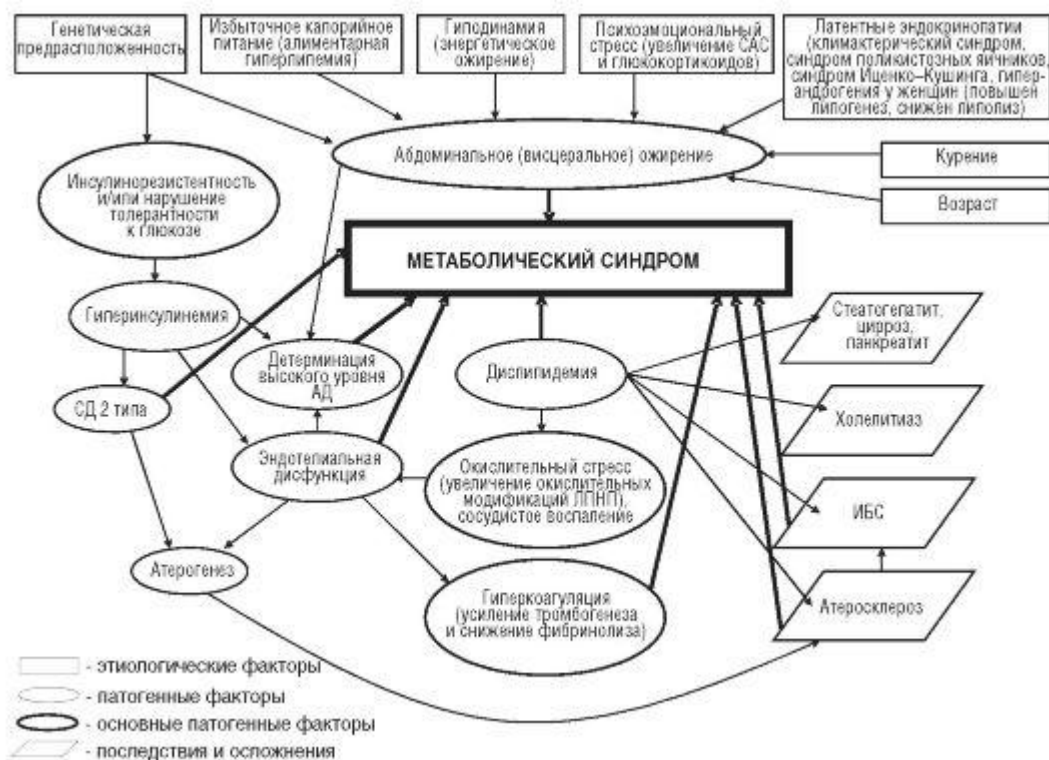 Генетическая
предрасположенность
Избыточное капорийное
питание (алиментарная
гиперлипемия)
Гиподинамия
(энергетическое
ожирение)
Психоэмоциональный
стресс (увеличение САС
и глюкокортикоидов)
Латентные эндокринопатии
(климактерический синдром,
синдром поликистозных яичников,
синдром Иценко–Кушинга, гипер-
андрогения у женщин (повышен
липогенез, снижен липолиз)
Абдоминальное (висцеральное) ожирение
Курение
Возраст
Инсулинорезистентность
и/или нарушение
толерантности
к глюкозе
МЕТАБОЛИЧЕСКИЙ СИНДРОМ
Гиперинсулинемия
Стеатогепатит,
цирроз,
панкреатит
Детерминация
высокого уровня
АД
Дислипидемия
СД 2 типа
Холелитиаз
Эндотелиальная
дисфункция
Окислительный стресс
(увеличение окислительных
модификаций ЛПНП),
сосудистое воспаление
ИБС
Атерогенез
Гиперкоагуляция
(усиление тромбогенеза
и снижение фибринолиза)
Атеросклероз
- этиологические факторы
- патогенные факторы
- основные патогенные факторы
- последствия и осложнения